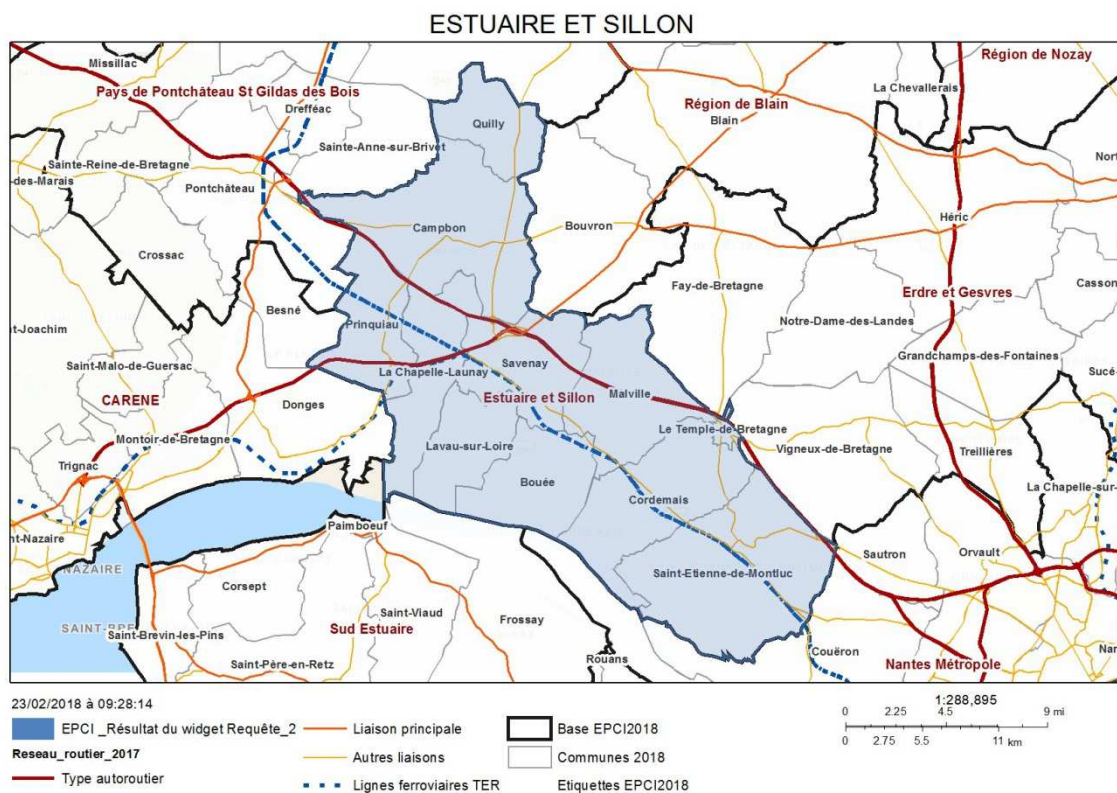 ESTUAIRE ET SILLON
Missillac
Région de Nozay
Pays de Pontchâteau St Gildas des Bois
La Chevallerais
Drefféac
Région de Blain
Blain
Quilly
Sainte-Anne-sur-Brivet
Nort
Sainte-Reine-de-Bretagne
-des-Marais
Pontchâteau
Héric
Campbon
Bouvron
Crossac
Fay-de-Bretagne
Casson
Erdre et Gesvres
Besné
Notre-Dame-des-Landes
nt-Joachim
Prinquiau
Grandchamps-des-Fontaines
Saint-Malo-de-Guersac
Savenay
La Chapelle-Launay
Sucé-
CARENE
Estuaire et Sillon
Malville
Donges
Le Temple-de-Bretagne
Montoir-de-Bretagne
Lavau-sur-Loire
Vigneux-de-Bretagne
Treillières
Trignac
Bouée
La Chapelle-sur-
Cordemais
Paimboeuf
nt-Nazaire
Sautron
Orvault
NAZAIRE
Saint-Etienne-de-Montluc
Corsept
Saint-Viaud
Frossay
SAINT-BRE
Saint-Brevin-les-Pins
Sud Estuaire
Couëron
Nan
Saint-Père-en-Retz
Rouans
Nantes Métropole
23/02/2018 à 09:28:14
1:288,895
EPCI _Résultat du widget Requête_2
Liaison principale
Base EPCI2018
0 2.25 4.5 9 mi
0 2.75 5.5 11 km
Reseau_routier_2017
Autres liaisons
Communes 2018
Type autoroutier
Lignes ferroviaires TER
Etiquettes EPCI2018